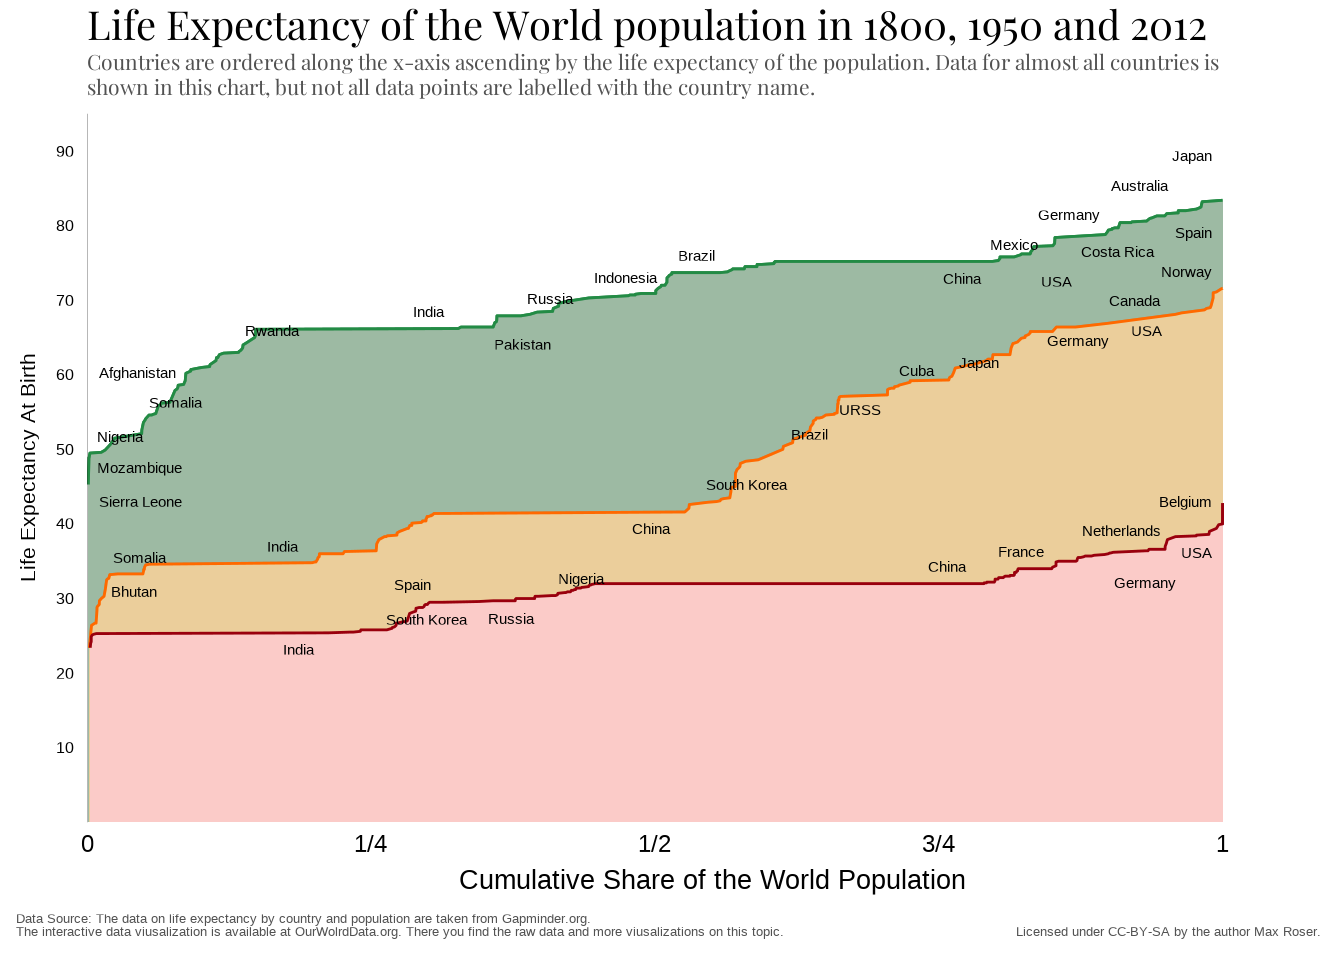 Life Expectancy of the World population in 1800, 1950 and 2012
Countries are ordered along the x-axis ascending by the life expectancy of the population. Data for almost all countries is
shown in this chart, but not all data points are labelled with the country name.
Life Expectancy At Birth
90
80
70
60
50
40
30
20
10
Japan
Australia
Germany
Spain
Mexico
Costa Rica
Brazil
Norway
Indonesia
China
USA
Russia
Canada
India
Rwanda
USA
Pakistan
Germany
Japan
Cuba
Afghanistan
Somalia
URSS
Nigeria
Brazil
Mozambique
South Korea
Sierra Leone
Belgium
China
Netherlands
India
France
USA
Somalia
China
Nigeria
Germany
Spain
Bhutan
South Korea
Russia
India
0
1/4
1/2
3/4
1
Cumulative Share of the World Population
Data Source: The data on life expectancy by country and population are taken from Gapminder.org.
The interactive data viusalization is available at OurWolrdData.org. There you find the raw data and more viusalizations on this topic.
Licensed under CC-BY-SA by the author Max Roser.